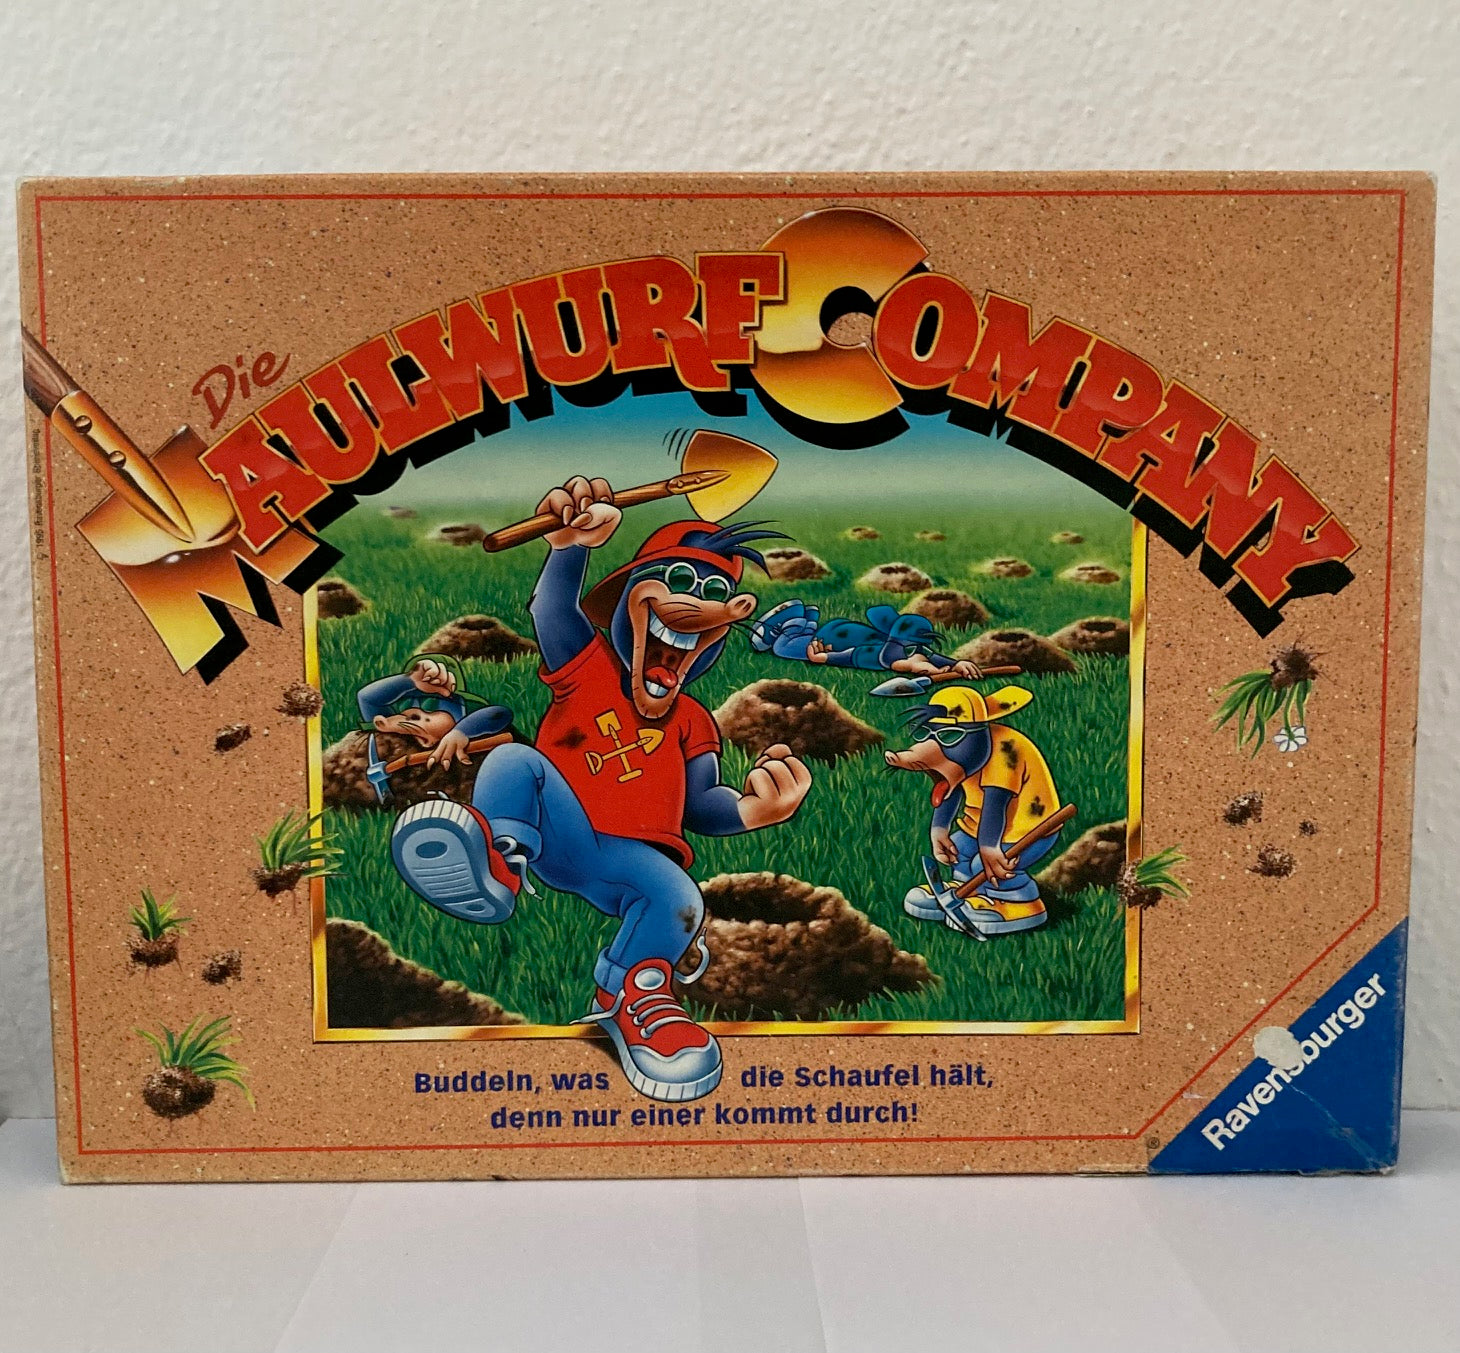 Die
MAULWURF COMPANY
Buddeln, was die Schaufel hält,
denn nur einer kommt durch!
Ravensburger
®